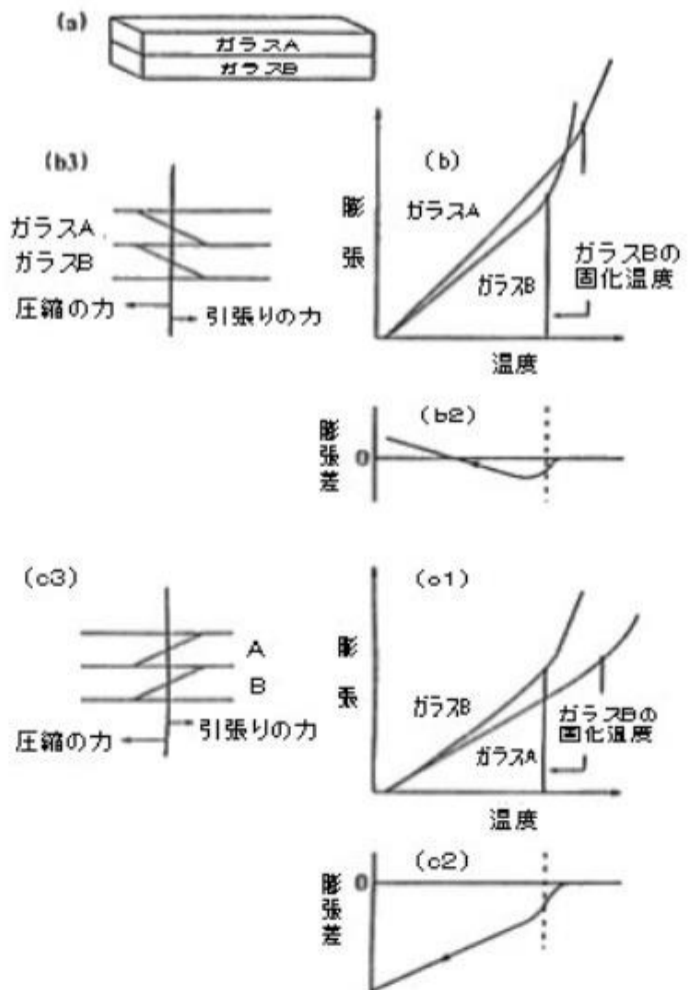 (a)
ガラスA
ガラスB
(b3)
ガラスA
ガラスB
圧縮の力
引張りの力
(b)
膨張
ガラスA
ガラスB
ガラスBの
固化温度
温度
(b2)
膨張差
0
(c3)
A
B
圧縮の力
引張りの力
(c1)
膨張
ガラスB
ガラスA
ガラスBの
固化温度
温度
(c2)
膨張差
0